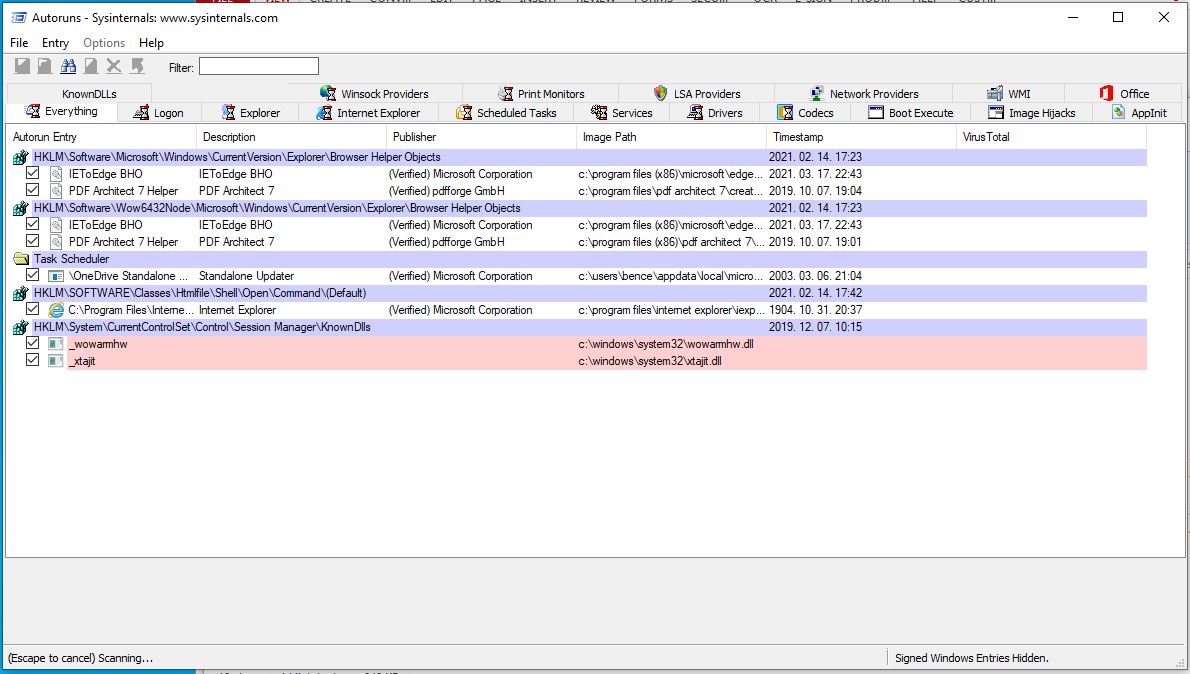 Autoruns - Sysinternals: www.sysinternals.com
File Entry Options Help
Filter:
KnownDLLs Winsock Providers Print Monitors LSA Providers Network Providers WMI Office
Everything Logon Explorer Internet Explorer Scheduled Tasks Services Drivers Codecs Boot Execute Image Hijacks AppInit
Autorun Entry Description Publisher Image Path Timestamp VirusTotal
HKLM\Software\Microsoft\Windows\CurrentVersion\Explorer\Browser Helper Objects 2021. 02. 14. 17:23
IEToEdge BHO IEToEdge BHO (Verified) Microsoft Corporation c:\program files (x86)\microsoft\edge... 2021. 03. 17. 22:43
PDF Architect 7 Helper PDF Architect 7 (Verified) pdfforge GmbH c:\program files\pdf architect 7\creat... 2019. 10. 07. 19:04
HKLM\Software\Wow6432Node\Microsoft\Windows\CurrentVersion\Explorer\Browser Helper Objects 2021. 02. 14. 17:23
IEToEdge BHO IEToEdge BHO (Verified) Microsoft Corporation c:\program files (x86)\microsoft\edge... 2021. 03. 17. 22:43
PDF Architect 7 Helper PDF Architect 7 (Verified) pdfforge GmbH c:\program files (x86)\pdf architect 7\... 2019. 10. 07. 19:01
Task Scheduler
\OneDrive Standalone ... Standalone Updater (Verified) Microsoft Corporation c:\users\bence\appdata\local\micro... 2003. 03. 06. 21:04
HKLM\SOFTWARE\Classes\Htmlfile\Shell\Open\Command\(Default) 2021. 02. 14. 17:42
C:\Program Files\Interne... Internet Explorer (Verified) Microsoft Corporation c:\program files\internet explorer\iexp... 1904. 10. 31. 20:37
HKLM\System\CurrentControlSet\Control\Session Manager\KnownDlls 2019. 12. 07. 10:15
_wowarmhw c:\windows\system32\wowarmhw.dll
_xtajit c:\windows\system32\xtajit.dll
(Escape to cancel) Scanning... Signed Windows Entries Hidden.